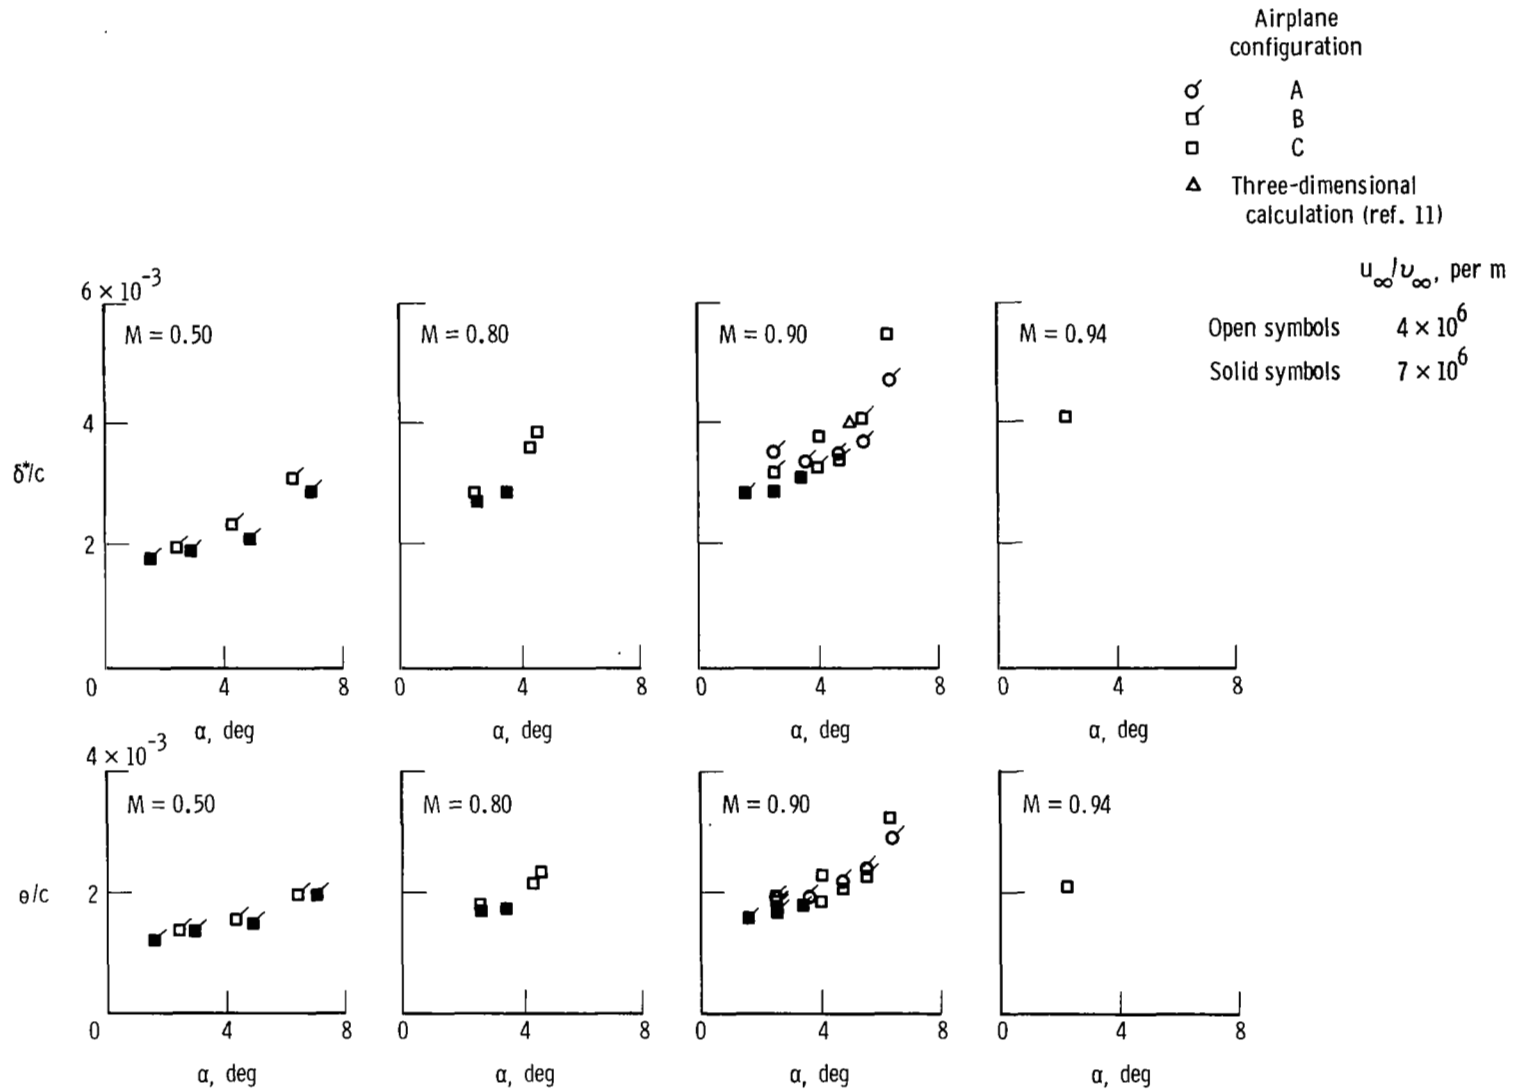 Airplane
configuration
A
B
C
Three-dimensional
calculation (ref. 11)
u∞/υ∞, per m
Open symbols 4 × 10^6
Solid symbols 7 × 10^6
6 × 10^-3
M = 0.50 M = 0.80 M = 0.90 M = 0.94
4
δ*/c
2
0 4 8 0 4 8 0 4 8 0 4 8
α, deg α, deg α, deg α, deg
4 × 10^-3
M = 0.50 M = 0.80 M = 0.90 M = 0.94
θ/c 2
0 4 8 0 4 8 0 4 8 0 4 8
α, deg α, deg α, deg α, deg